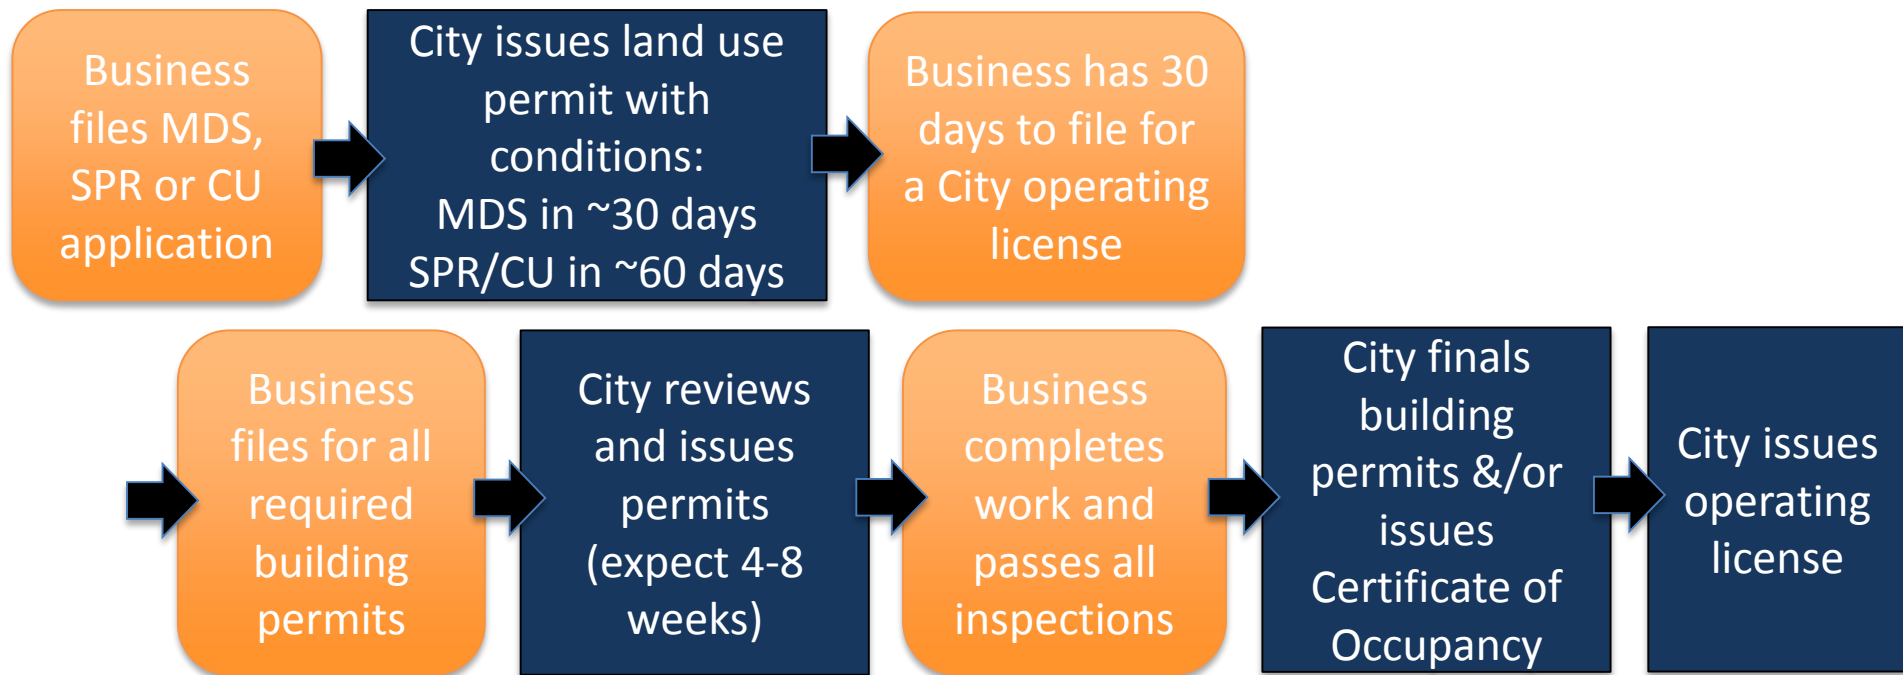 Business
files MDS,
SPR or CU
application
City issues land use
permit with
conditions:
MDS in ~30 days
SPR/CU in ~60 days
Business has 30
days to file for
a City operating
license
Business
files for all
required
building
permits
City reviews
and issues
permits
(expect 4-8
weeks)
Business
completes
work and
passes all
inspections
City finals
building
permits &/or
issues
Certificate of
Occupancy
City issues
operating
license